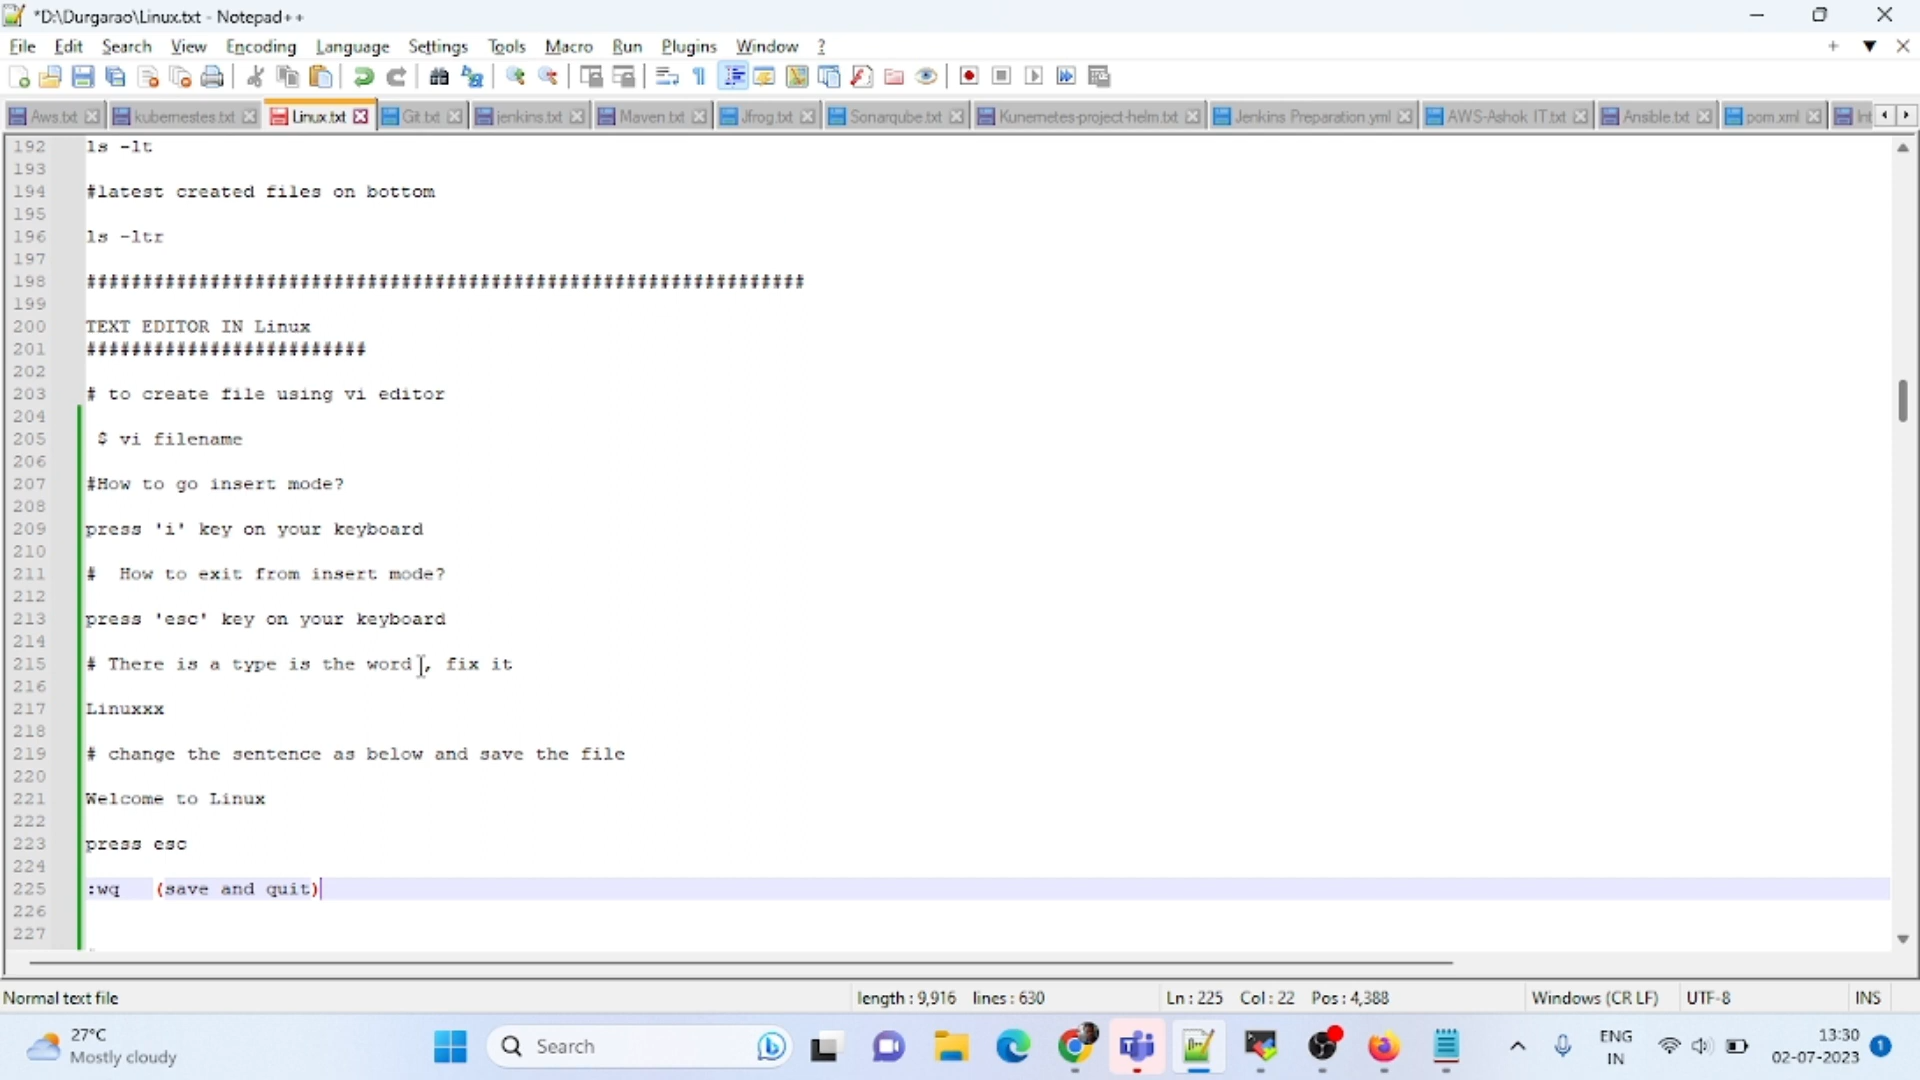 *D:\Durgarao\Linux.txt - Notepad++
File Edit Search View Encoding Language Settings Tools Macro Run Plugins Window ?
Aws.txt kubernestes.txt Linux.txt Git.txt jenkins.txt Maven.txt Jfrog.txt Sonarqube.txt Kunernetes-project-helm.txt Jenkins Preparation.yml AWS-Ashok IT.txt Ansible.txt pom.xml Int
192 ls -lt
193
194 #latest created files on bottom
195
196 ls -ltr
197
198 ################################################################
199
200 TEXT EDITOR IN Linux
201 #########################
202
203 # to create file using vi editor
204
205 $ vi filename
206
207 #How to go insert mode?
208
209 press 'i' key on your keyboard
210
211 #  How to exit from insert mode?
212
213 press 'esc' key on your keyboard
214
215 # There is a type is the word , fix it
216
217 Linuxxx
218
219 # change the sentence as below and save the file
220
221 Welcome to Linux
222
223 press esc
224
225 :wq   (save and quit)
226
227
Normal text file length : 9,916 lines : 630 Ln : 225 Col : 22 Pos : 4,388 Windows (CR LF) UTF-8 INS
27°C
Mostly cloudy
Search
ENG
IN
13:30
02-07-2023
1